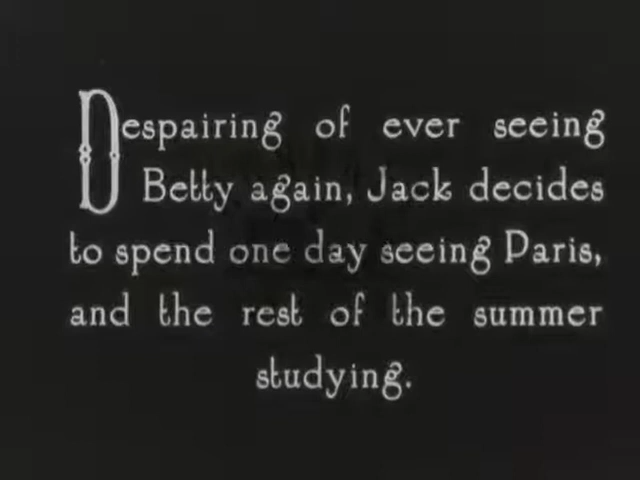 Despairing of ever seeing
Betty again, Jack decides
to spend one day seeing Paris,
and the rest of the summer
studying.